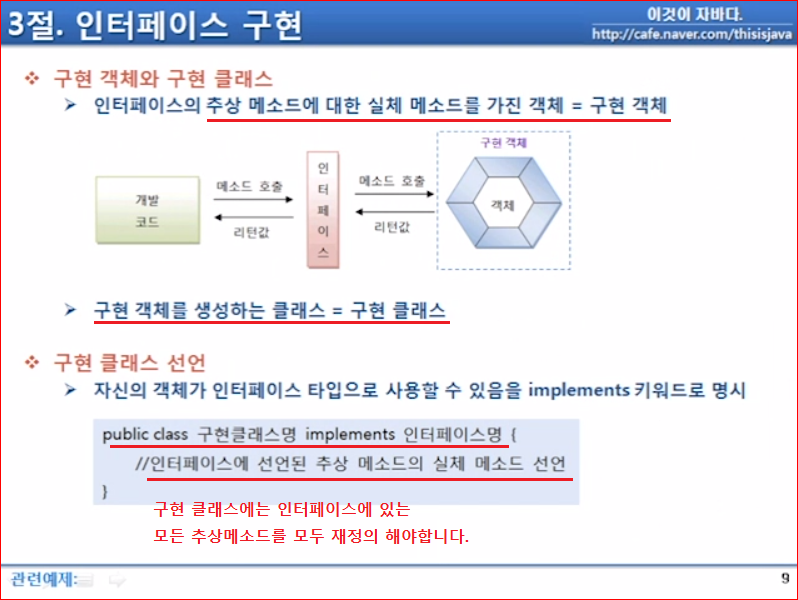 3절. 인터페이스 구현
이것이 자바다.
http://cafe.naver.com/thisisjava
구현 객체와 구현 클래스
인터페이스의 추상 메소드에 대한 실체 메소드를 가진 객체 = 구현 객체
구현 객체
개발
코드
메소드 호출
리턴값
인
터
페
이
스
메소드 호출
리턴값
객체
구현 객체를 생성하는 클래스 = 구현 클래스
구현 클래스 선언
자신의 객체가 인터페이스 타입으로 사용할 수 있음을 implements 키워드로 명시
public class 구현클래스명 implements 인터페이스명 {
//인터페이스에 선언된 추상 메소드의 실체 메소드 선언
}
구현 클래스에는 인터페이스에 있는
모든 추상메소드를 모두 재정의 해야합니다.
관련예제:
9